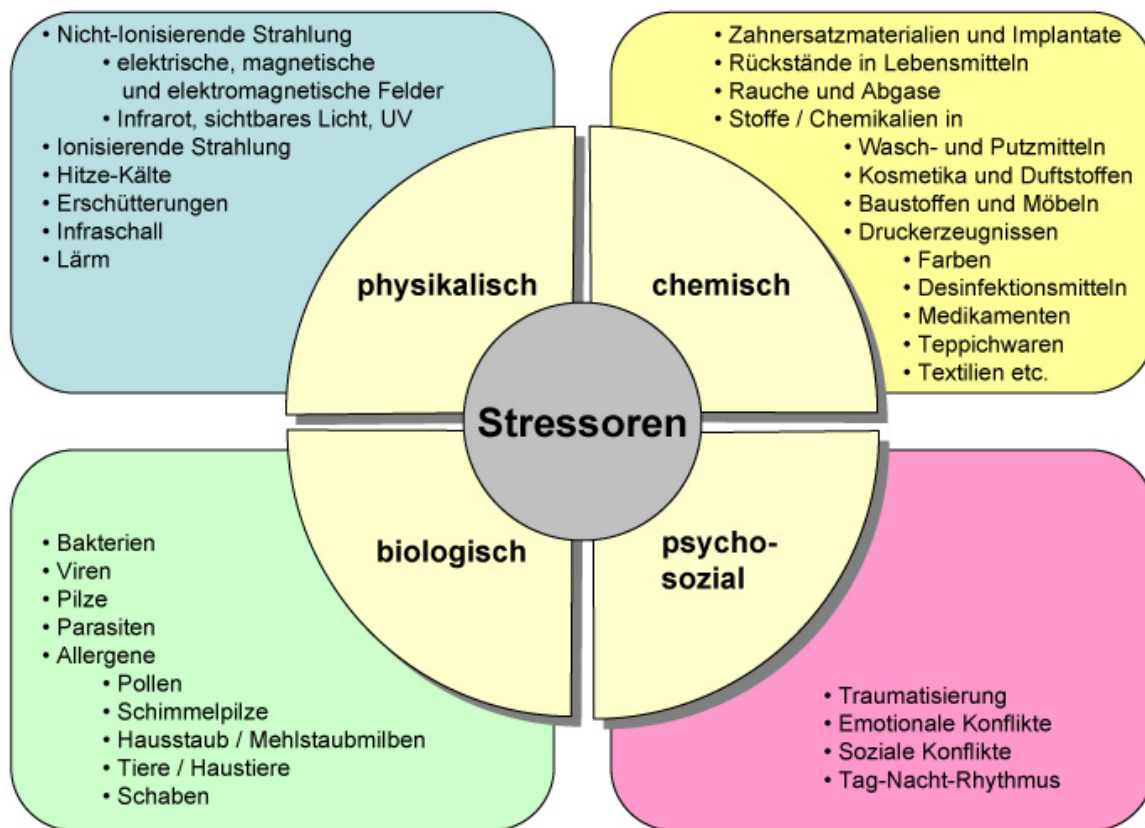 • Nicht-Ionisierende Strahlung
• elektrische, magnetische
und elektromagnetische Felder
• Infrarot, sichtbares Licht, UV
• Ionisierende Strahlung
• Hitze-Kälte
• Erschütterungen
• Infraschall
• Lärm
physikalisch
• Zahnersatzmaterialien und Implantate
• Rückstände in Lebensmitteln
• Rauche und Abgase
• Stoffe / Chemikalien in
• Wasch- und Putzmitteln
• Kosmetika und Duftstoffen
• Baustoffen und Möbeln
• Druckerzeugnissen
• Farben
• Desinfektionsmitteln
• Medikamenten
• Teppichwaren
• Textilien etc.
chemisch
Stressoren
biologisch
• Bakterien
• Viren
• Pilze
• Parasiten
• Allergene
• Pollen
• Schimmelpilze
• Hausstaub / Mehlstaubmilben
• Tiere / Haustiere
• Schaben
psycho-
sozial
• Traumatisierung
• Emotionale Konflikte
• Soziale Konflikte
• Tag-Nacht-Rhythmus